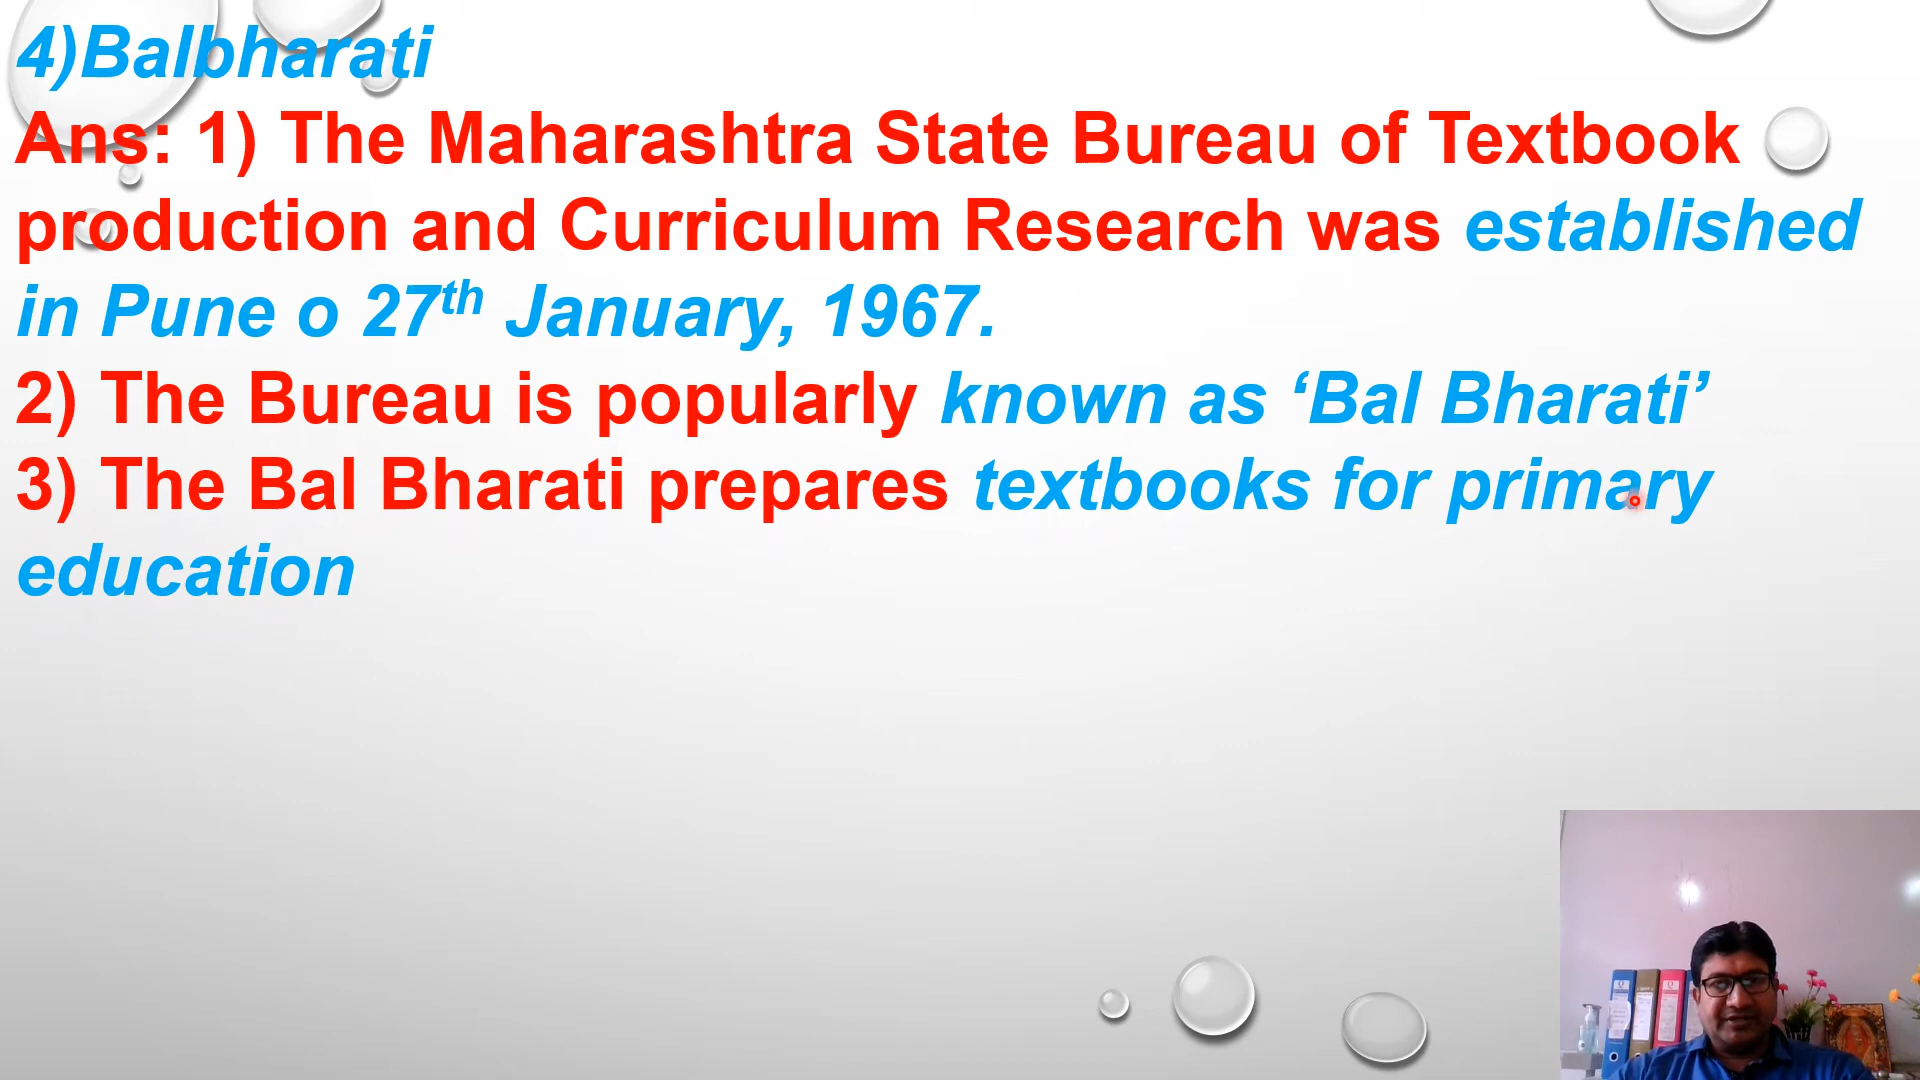 4)Balbharati
Ans: 1) The Maharashtra State Bureau of Textbook
production and Curriculum Research was established
in Pune o 27th January, 1967.
2) The Bureau is popularly known as ‘Bal Bharati’
3) The Bal Bharati prepares textbooks for primary
education